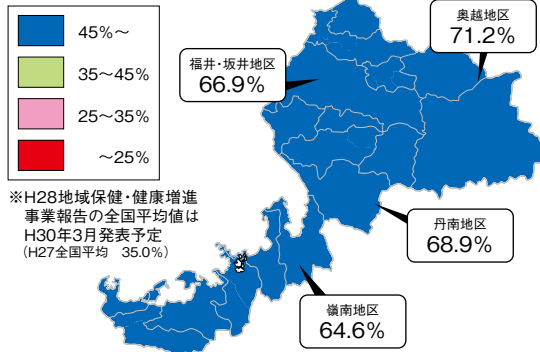 45%～
35～45%
25～35%
～25%
※H28地域保健・健康増進
事業報告の全国平均値は
H30年3月発表予定
(H27全国平均　35.0%)
奥越地区
71.2%
福井・坂井地区
66.9%
丹南地区
68.9%
嶺南地区
64.6%